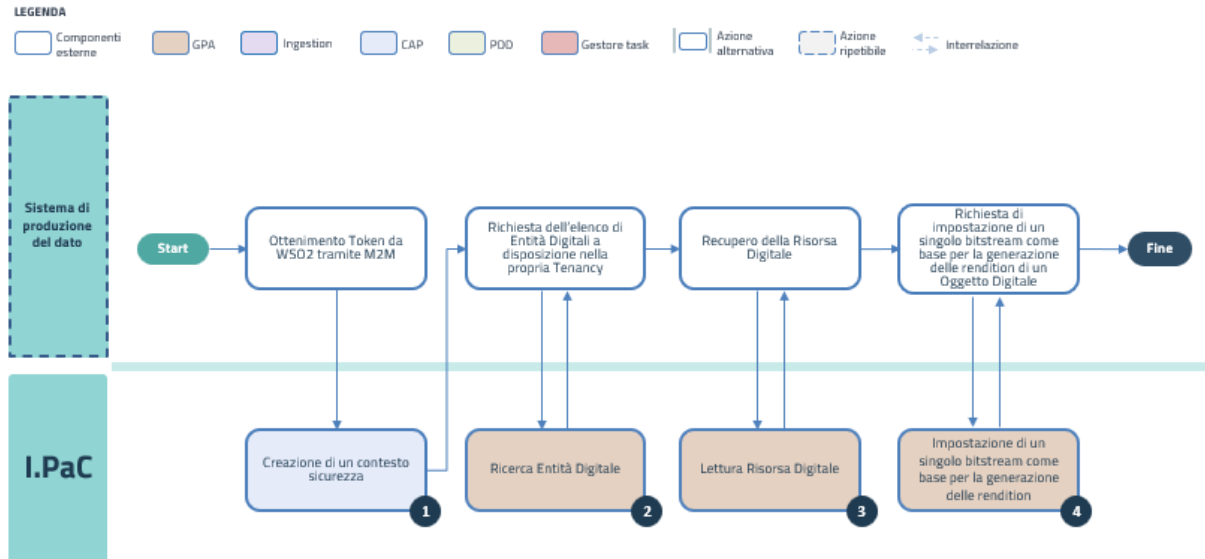 LEGENDA
Componenti
esterne
GPA
Ingestion
CAP
POD
Gestore task
Azione
alternativa
Azione
ripetibile
Interrelazione
Sistema di
produzione
del dato
Start
Ottenimento Token da
WSO2 tramite M2M
Richiesta dell'elenco di
Entità Digitali a
disposizione nella
propria Tenancy
Recupero della Risorsa
Digitale
Richiesta di
impostazione di un
singolo bitstream come
base per la generazione
delle rendition di un
Oggetto Digitale
Fine
I.PaC
Creazione di un contesto
sicurezza
1
Ricerca Entità Digitale
2
Lettura Risorsa Digitale
3
Impostazione di un
singolo bitstream come
base per la generazione
delle rendition
4